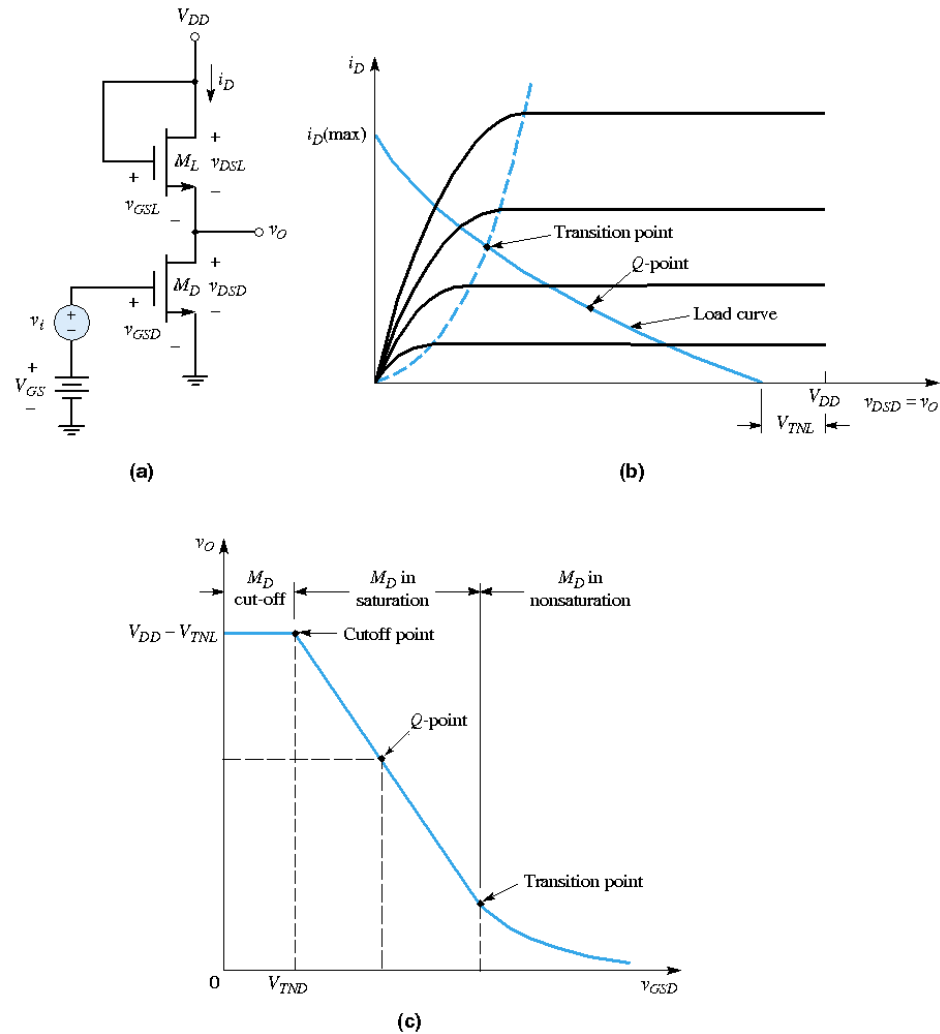 V_DD
i_D
+
M_L v_DSL
+
v_GSL
−
−
v_O
+
M_D v_DSD
+
v_GSD
−
−
v_i
+
−
+
V_GS
−
(a)
i_D
i_D(max)
Transition point
Q-point
Load curve
V_DD
v_DSD = v_O
V_TNL
(b)
v_O
M_D
cut-off
M_D in
saturation
M_D in
nonsaturation
V_DD − V_TNL
Cutoff point
Q-point
Transition point
0
V_TND
v_GSD
(c)